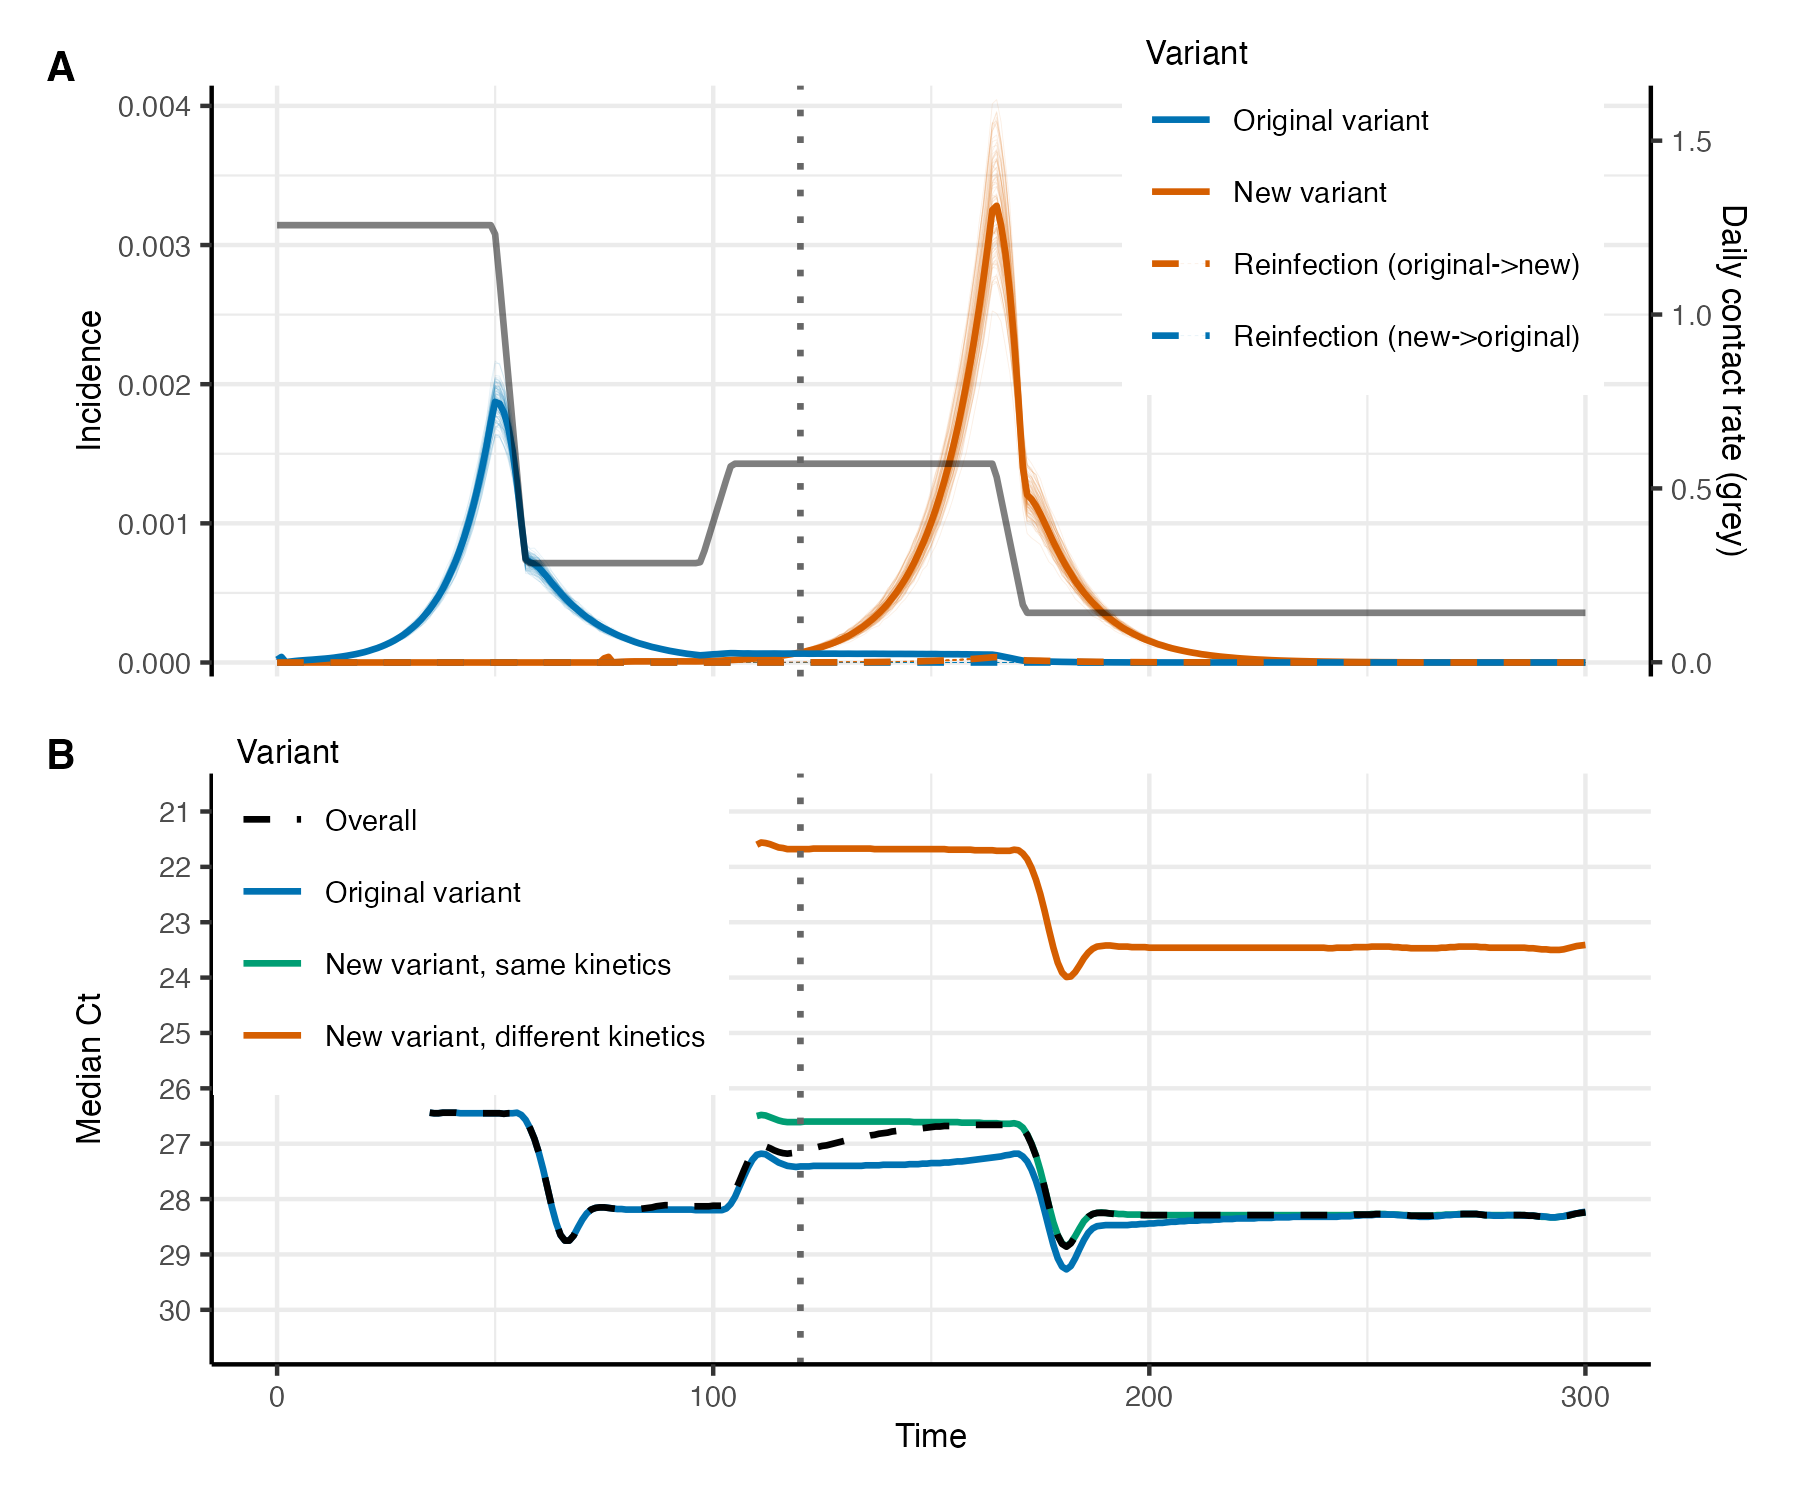 A
Variant
Original variant
New variant
Reinfection (original->new)
Reinfection (new->original)
0.004
0.003
0.002
0.001
0.000
Incidence
1.5
1.0
0.5
0.0
Daily contact rate (grey)
B
Variant
Overall
Original variant
New variant, same kinetics
New variant, different kinetics
21
22
23
24
25
26
27
28
29
30
Median Ct
0
100
200
300
Time